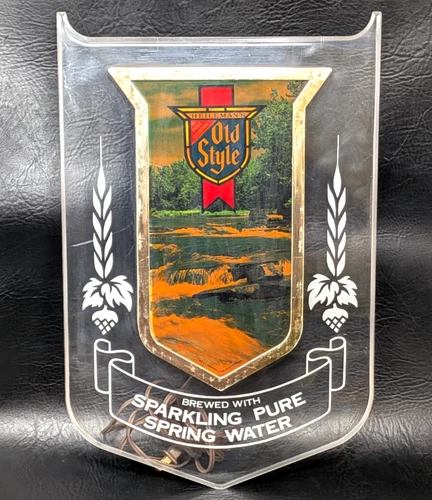 HEILEMAN'S
Old
Style
BREWED WITH
SPARKLING PURE
SPRING WATER